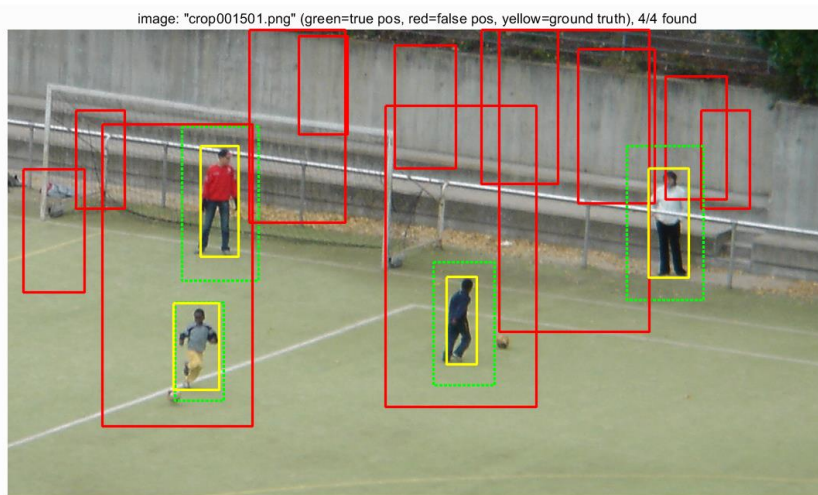 image: "crop001501.png" (green=true pos, red=false pos, yellow=ground truth), 4/4 found